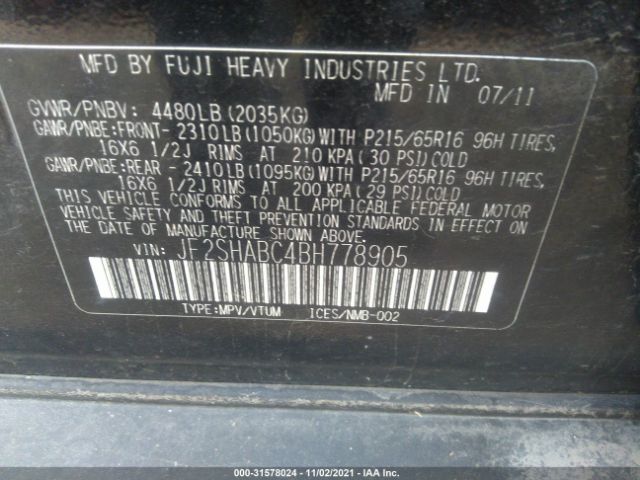 MFD BY FUJI HEAVY INDUSTRIES LTD.
MFD IN 07/11
GVWR/PNBV: 4480LB (2035KG)
GAWR/PNBE:FRONT- 2310LB(1050KG)WITH P215/65R16 96H TIRES,
16X6 1/2J RIMS AT 210 KPA(30 PSI)COLD
GAWR/PNBE:REAR - 2410LB(1095KG)WITH P215/65R16 96H TIRES,
16X6 1/2J RIMS AT 200 KPA(29 PSI)COLD
THIS VEHICLE CONFORMS TO ALL APPLICABLE FEDERAL MOTOR
VEHICLE SAFETY AND THEFT PREVENTION STANDARDS IN EFFECT ON
THE DATE OF MANUFACTURE SHOWN ABOVE.
VIN: JF2SHABC4BH778905
TYPE:MPV/VTUM ICES/NMB-002
000-31578024 - 11/02/2021 - IAA Inc.